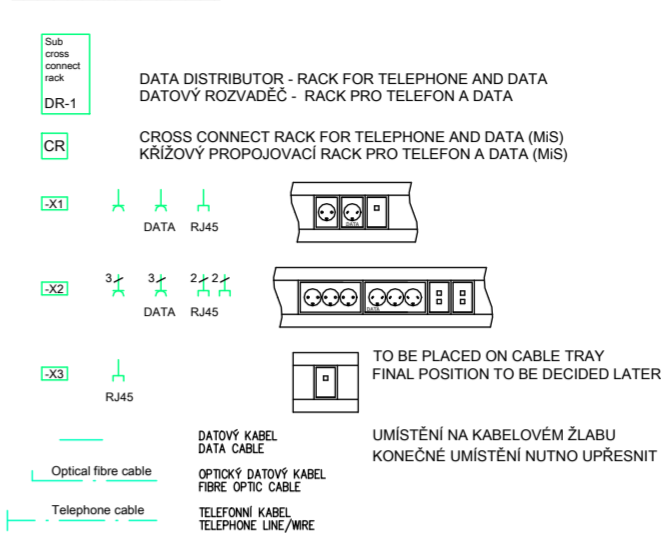 Sub
cross
connect
rack
DR-1
DATA DISTRIBUTOR - RACK FOR TELEPHONE AND DATA
DATOVÝ ROZVADĚČ - RACK PRO TELEFON A DATA
CR
CROSS CONNECT RACK FOR TELEPHONE AND DATA (MiS)
KŘÍŽOVÝ PROPOJOVACÍ RACK PRO TELEFON A DATA (MiS)
-X1
DATA RJ45
DATA
-X2
3 3 2 2
DATA RJ45
DATA
-X3
RJ45
TO BE PLACED ON CABLE TRAY
FINAL POSITION TO BE DECIDED LATER
UMÍSTĚNÍ NA KABELOVÉM ŽLABU
KONEČNÉ UMÍSTĚNÍ NUTNO UPŘESNIT
DATOVÝ KABEL
DATA CABLE
Optical fibre cable
OPTICKÝ DATOVÝ KABEL
FIBRE OPTIC CABLE
Telephone cable
TELEFONNÍ KABEL
TELEPHONE LINE/WIRE